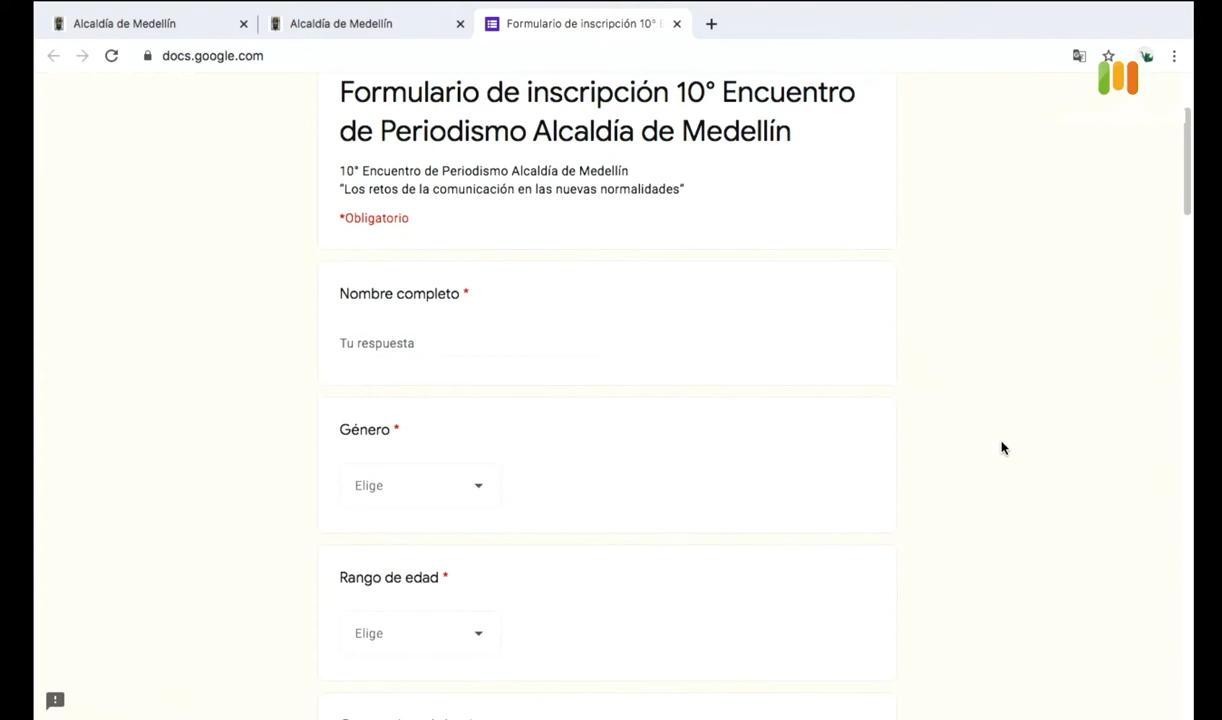 Alcaldía de Medellín
Alcaldía de Medellín
Formulario de inscripción 10°
docs.google.com
Formulario de inscripción 10° Encuentro
de Periodismo Alcaldía de Medellín
10° Encuentro de Periodismo Alcaldía de Medellín
“Los retos de la comunicación en las nuevas normalidades”
*Obligatorio
Nombre completo *
Tu respuesta
Género *
Elige
Rango de edad *
Elige